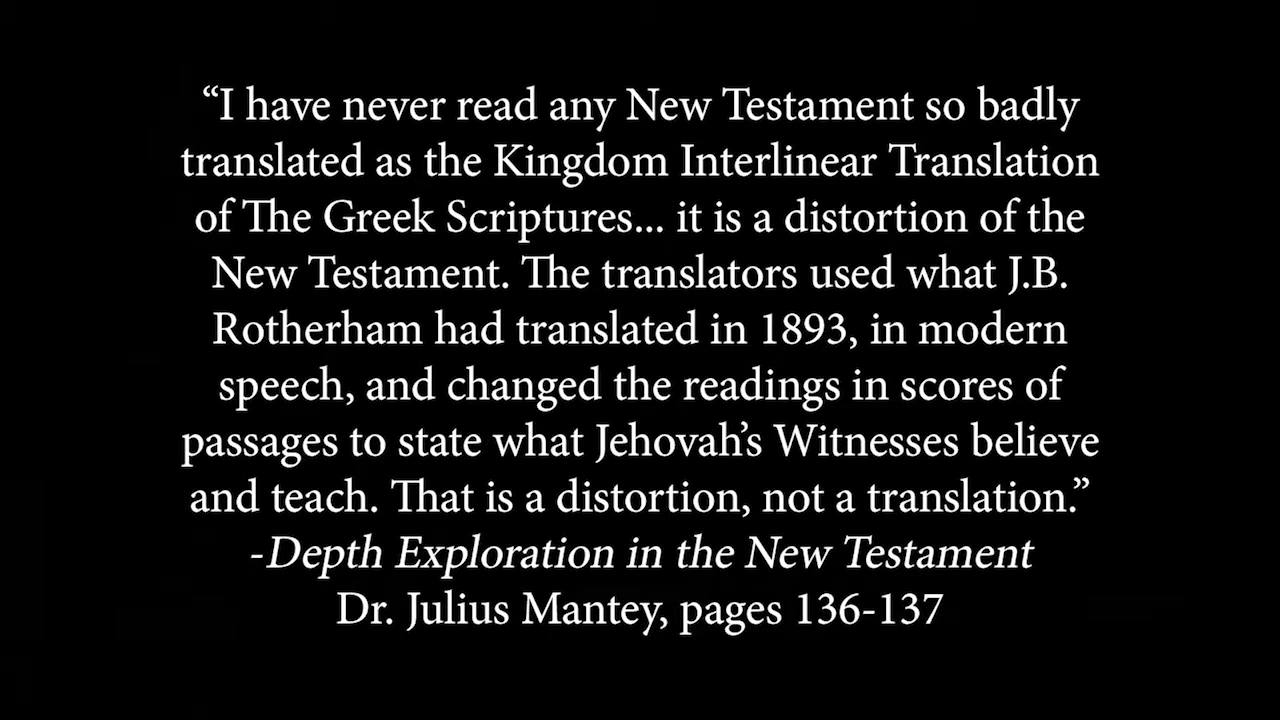 “I have never read any New Testament so badly
translated as the Kingdom Interlinear Translation
of The Greek Scriptures... it is a distortion of the
New Testament. The translators used what J.B.
Rotherham had translated in 1893, in modern
speech, and changed the readings in scores of
passages to state what Jehovah’s Witnesses believe
and teach. That is a distortion, not a translation.”
-Depth Exploration in the New Testament
Dr. Julius Mantey, pages 136-137